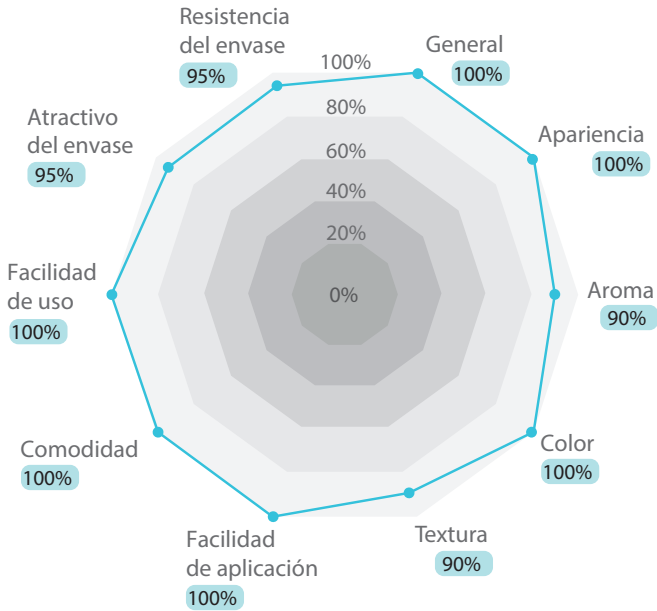 Resistencia
del envase
95%
General
100%
Apariencia
100%
Aroma
90%
Color
100%
Textura
90%
Facilidad
de aplicación
100%
Comodidad
100%
Facilidad
de uso
100%
Atractivo
del envase
95%
100%
80%
60%
40%
20%
0%